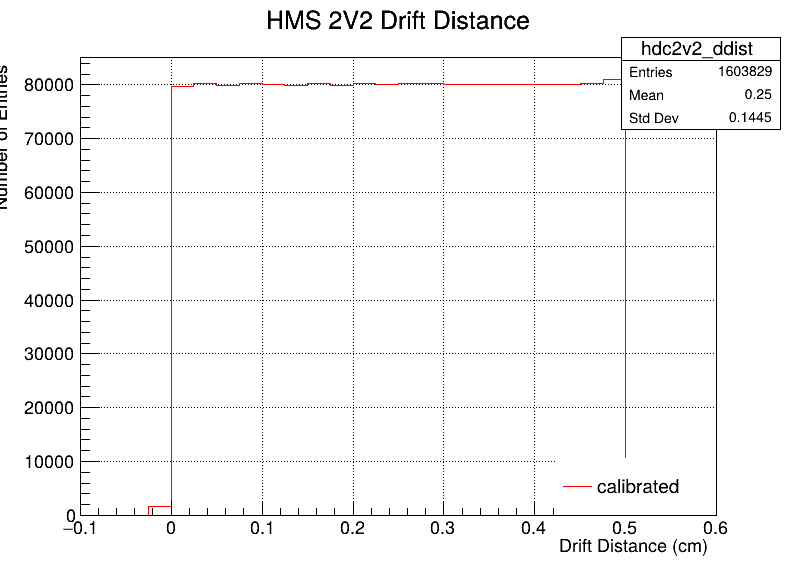 HMS 2V2 Drift Distance
hdc2v2_ddist
Entries 1603829
Mean 0.25
Std Dev 0.1445
Number of Entries
80000
70000
60000
50000
40000
30000
20000
10000
0
calibrated
−0.1 0 0.1 0.2 0.3 0.4 0.5 0.6
Drift Distance (cm)